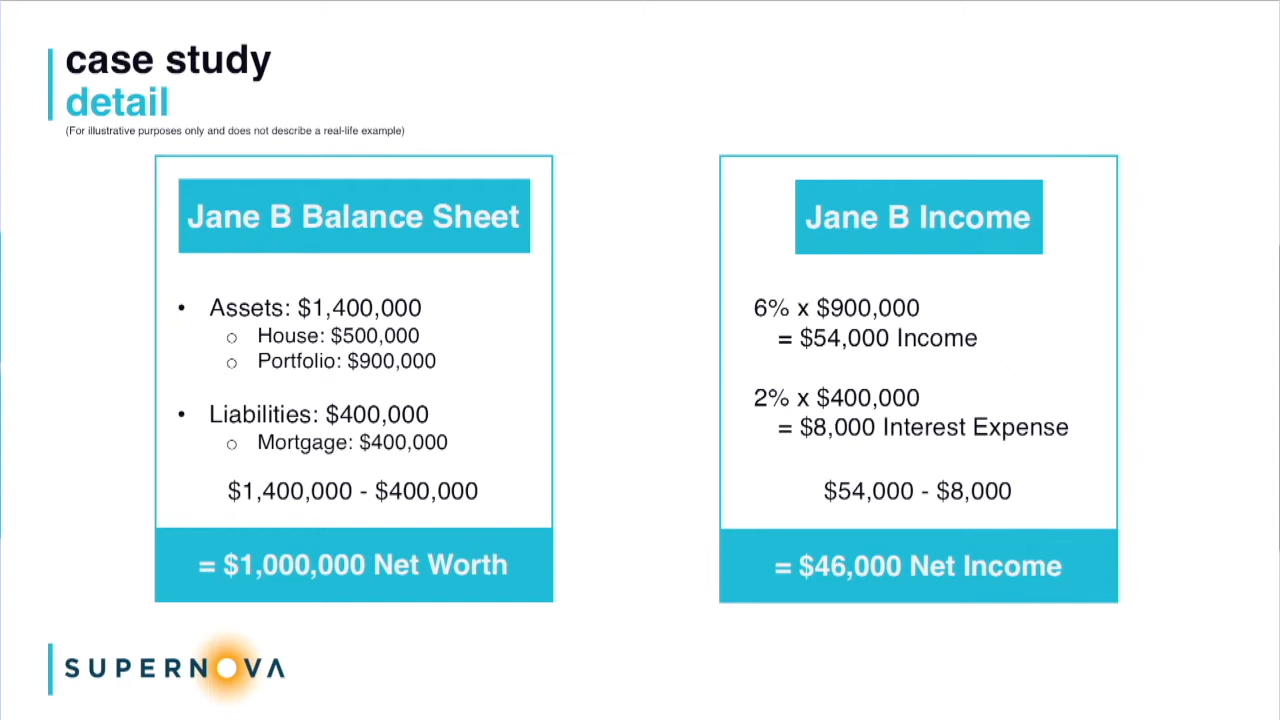 case study
detail
(For illustrative purposes only and does not describe a real-life example)
Jane B Balance Sheet
• Assets: $1,400,000
○ House: $500,000
○ Portfolio: $900,000
• Liabilities: $400,000
○ Mortgage: $400,000
$1,400,000 - $400,000
= $1,000,000 Net Worth
Jane B Income
6% x $900,000
= $54,000 Income
2% x $400,000
= $8,000 Interest Expense
$54,000 - $8,000
= $46,000 Net Income
SUPERNOVA